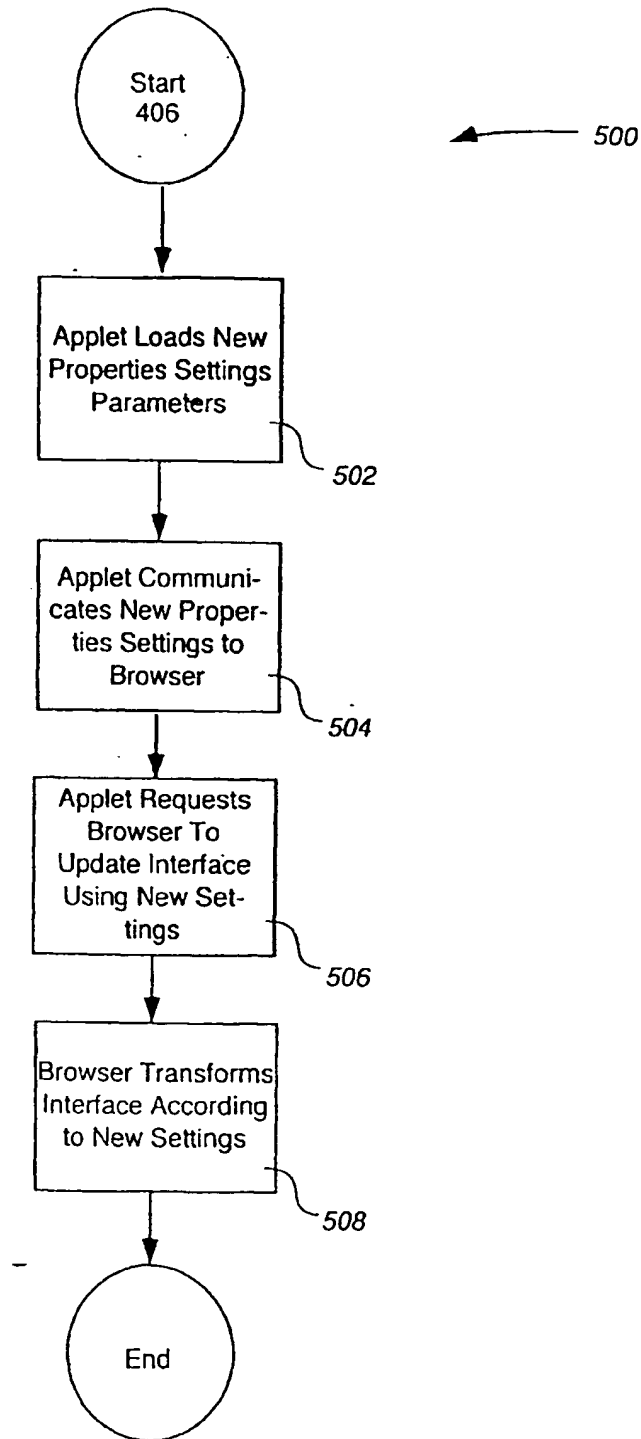 Start
406
500
Applet Loads New
Properties Settings
Parameters
502
Applet Communi-
cates New Proper-
ties Settings to
Browser
504
Applet Requests
Browser To
Update Interface
Using New Set-
tings
506
Browser Transforms
Interface According
to New Settings
508
End